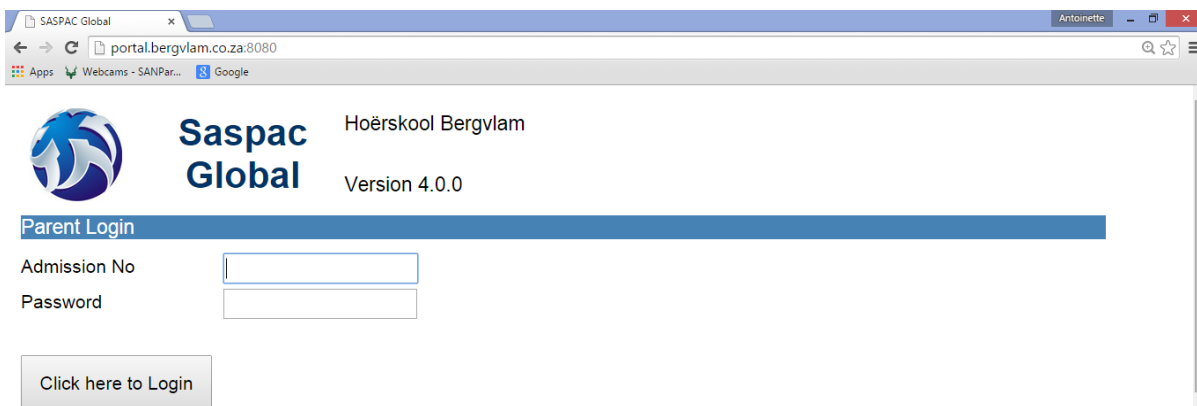 SASPAC Global
Antoinette
portal.bergvlam.co.za:8080
Apps Webcams - SANPar... Google
Saspac Global
Hoërskool Bergvlam
Version 4.0.0
Parent Login
Admission No
Password
Click here to Login